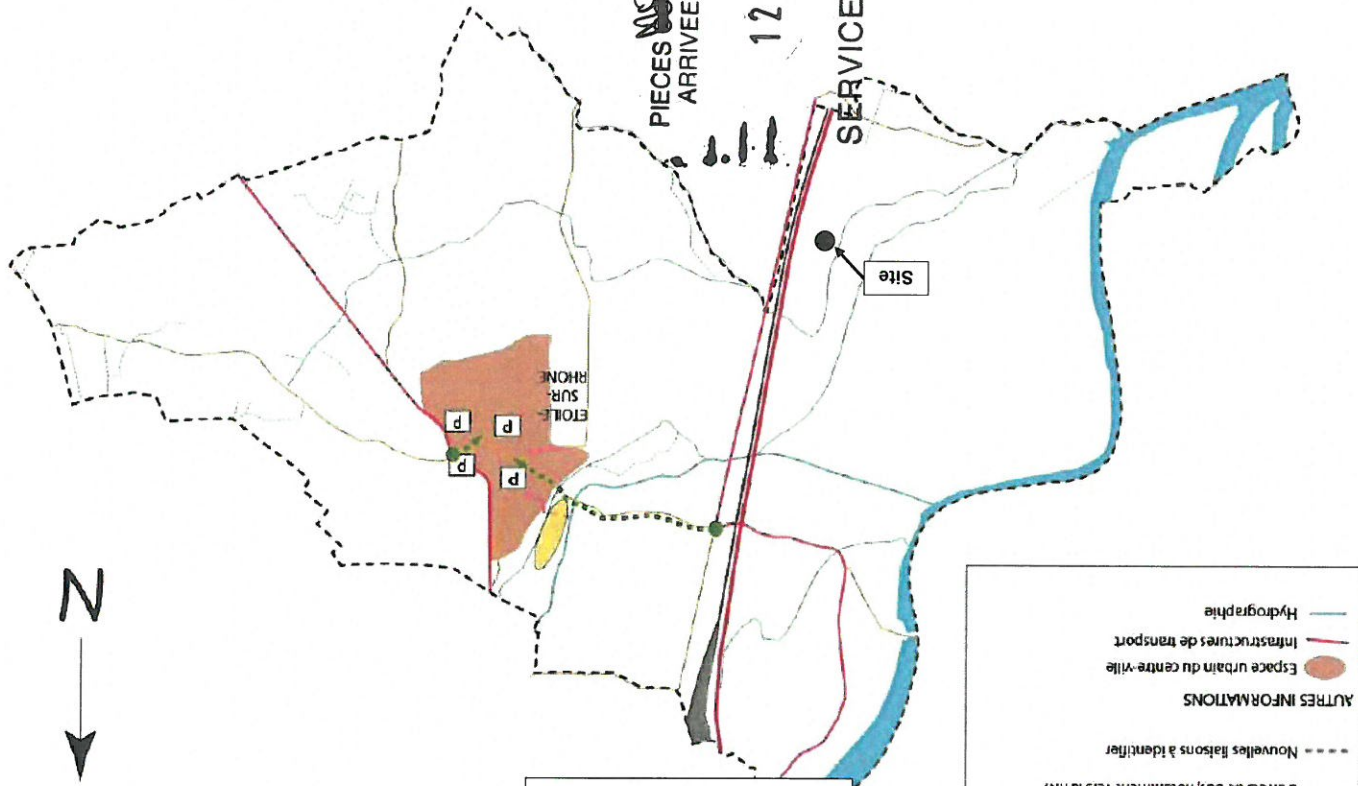 PIECES
ARRIVEE
12
SERVICE
Site
ETOILE-
SUR-
RHONE
P
P
P
P
N
Nouvelles liaisons à identifier
AUTRES INFORMATIONS
Espace urbain du centre-ville
Infrastructures de transport
Hydrographie